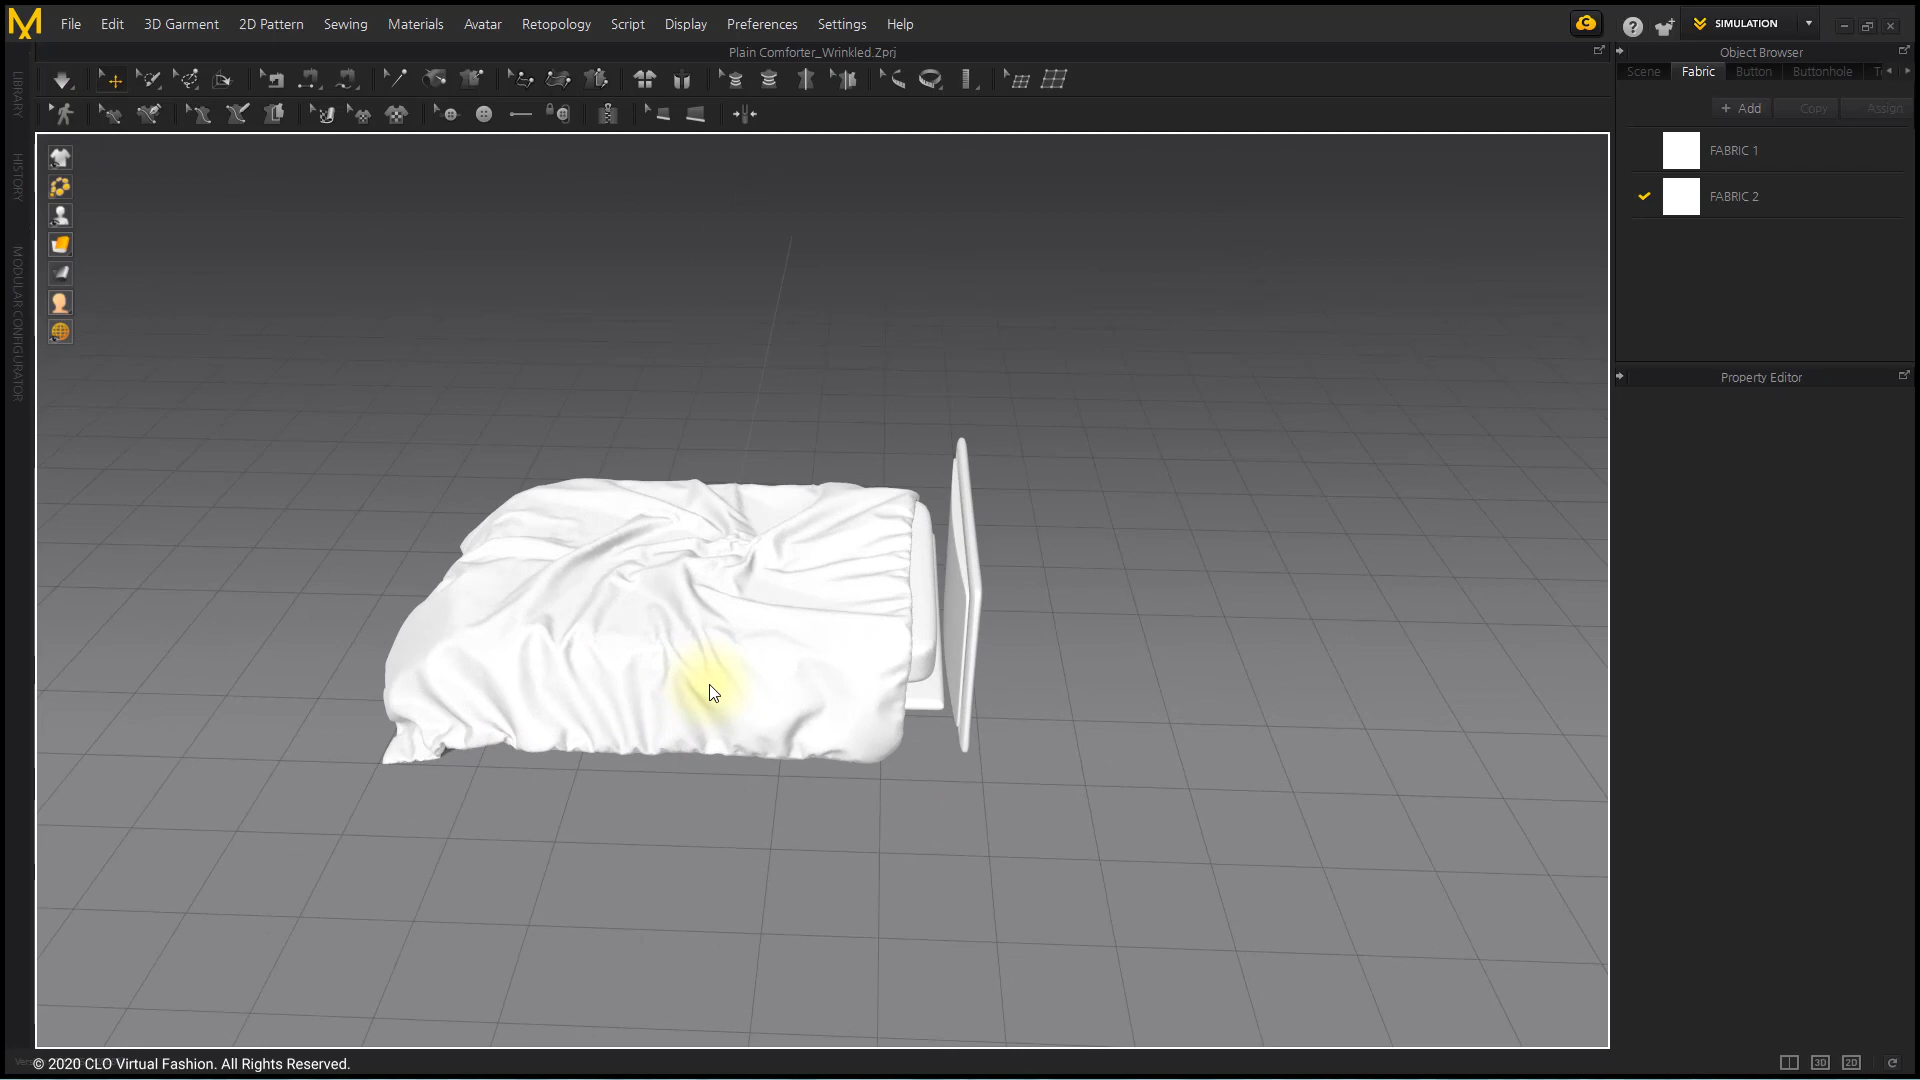 File Edit 3D Garment 2D Pattern Sewing Materials Avatar Retopology Script Display Preferences Settings Help
SIMULATION
Plain Comforter_Wrinkled.Zprj
Object Browser
Scene Fabric Button Buttonhole
+ Add Copy Assign
FABRIC 1
FABRIC 2
Property Editor
LIBRARY
HISTORY
MODULAR CONFIGURATOR
© 2020 CLO Virtual Fashion. All Rights Reserved.
3D 2D